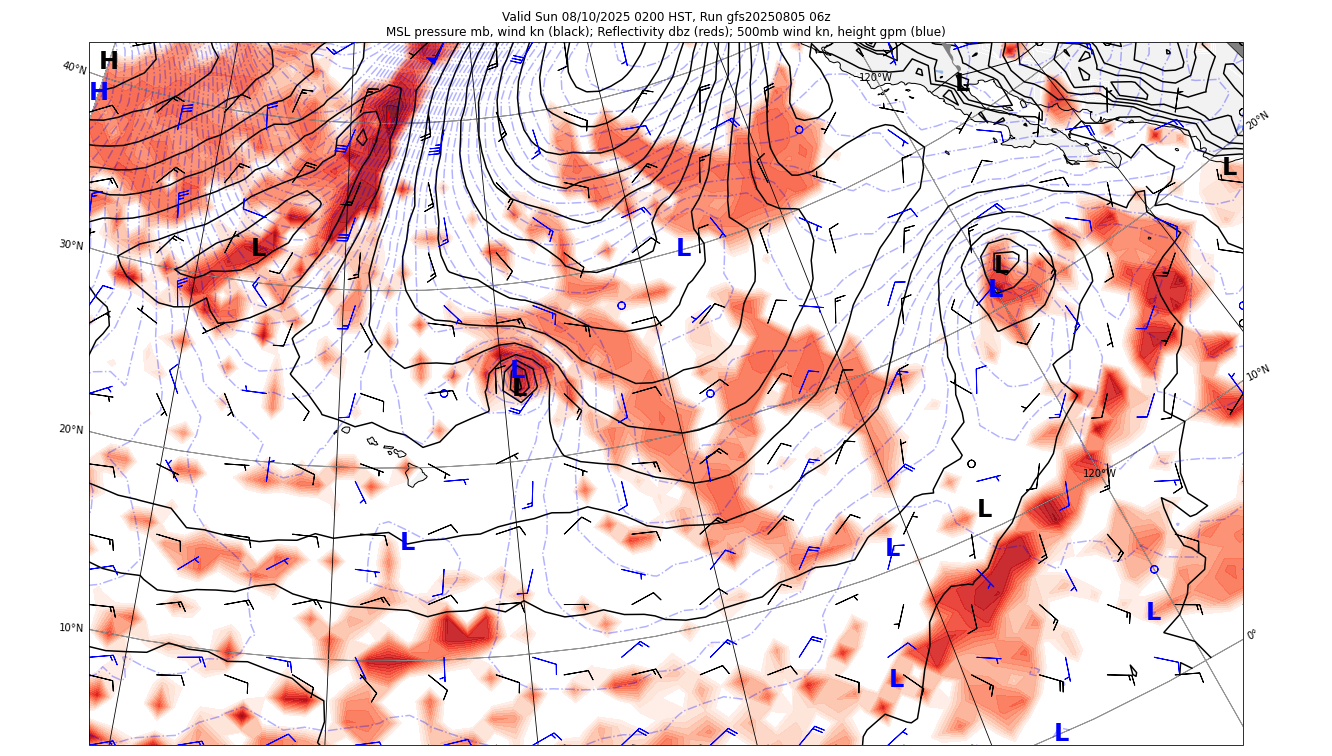 Valid Sun 08/10/2025 0200 HST, Run gfs20250805 06z
MSL pressure mb, wind kn (black); Reflectivity dbz (reds); 500mb wind kn, height gpm (blue)
H
40°N
H
120°W
L
20°N
L
30°N
L
L
L
L
10°N
L
L
20°N
120°W
L
L
L
10°N
L
0°
L
L